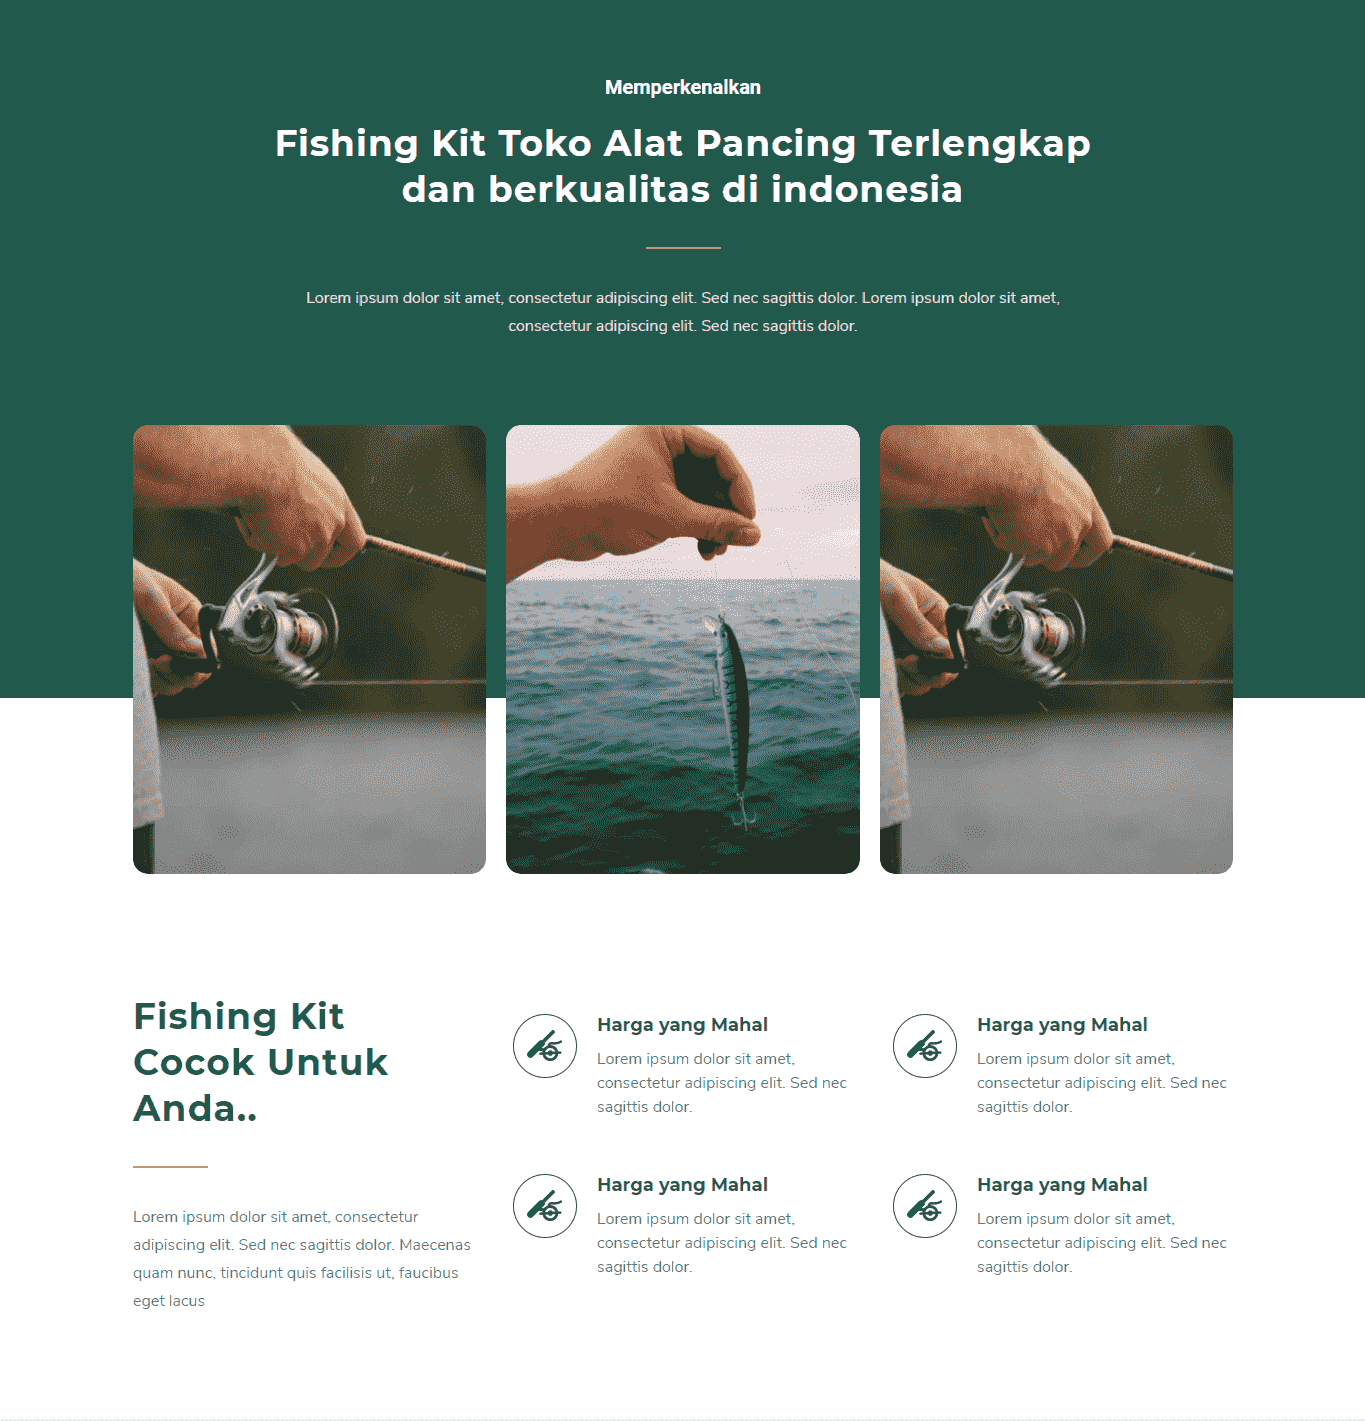 Memperkenalkan
Fishing Kit Toko Alat Pancing Terlengkap
dan berkualitas di indonesia
Lorem ipsum dolor sit amet, consectetur adipiscing elit. Sed nec sagittis dolor. Lorem ipsum dolor sit amet,
consectetur adipiscing elit. Sed nec sagittis dolor.
Fishing Kit
Cocok Untuk
Anda..
Lorem ipsum dolor sit amet, consectetur
adipiscing elit. Sed nec sagittis dolor. Maecenas
quam nunc, tincidunt quis facilisis ut, faucibus
eget lacus
Harga yang Mahal
Lorem ipsum dolor sit amet,
consectetur adipiscing elit. Sed nec
sagittis dolor.
Harga yang Mahal
Lorem ipsum dolor sit amet,
consectetur adipiscing elit. Sed nec
sagittis dolor.
Harga yang Mahal
Lorem ipsum dolor sit amet,
consectetur adipiscing elit. Sed nec
sagittis dolor.
Harga yang Mahal
Lorem ipsum dolor sit amet,
consectetur adipiscing elit. Sed nec
sagittis dolor.